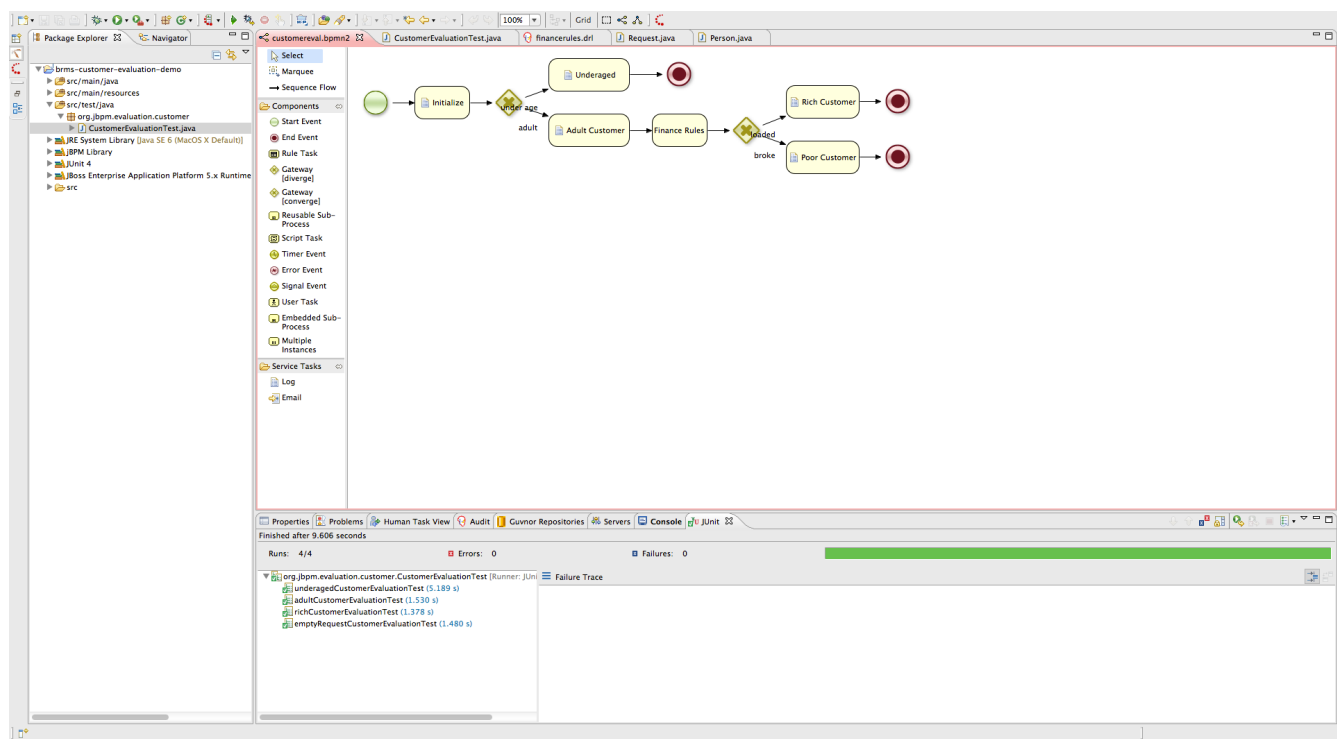 100%
Grid
Package Explorer
Navigator
brms-customer-evaluation-demo
src/main/java
src/main/resources
src/test/java
org.jbpm.evaluation.customer
CustomerEvaluationTest.java
JRE System Library [Java SE 6 (MacOS X Default)]
jBPM Library
JUnit 4
JBoss Enterprise Application Platform 5.x Runtime
src
customereval.bpmn2
CustomerEvaluationTest.java
financerules.drl
Request.java
Person.java
Select
Marquee
Sequence Flow
Components
Start Event
End Event
Rule Task
Gateway
[diverge]
Gateway
[converge]
Reusable Sub-
Process
Script Task
Timer Event
Error Event
Signal Event
User Task
Embedded Sub-
Process
Multiple
Instances
Service Tasks
Log
Email
Initialize
under age
adult
Underaged
Adult Customer
Finance Rules
loaded
broke
Rich Customer
Poor Customer
Properties
Problems
Human Task View
Audit
Guvnor Repositories
Servers
Console
JUnit
Finished after 9.606 seconds
Runs: 4/4
Errors: 0
Failures: 0
org.jbpm.evaluation.customer.CustomerEvaluationTest [Runner: JUni
underagedCustomerEvaluationTest (5.189 s)
adultCustomerEvaluationTest (1.530 s)
richCustomerEvaluationTest (1.378 s)
emptyRequestCustomerEvaluationTest (1.480 s)
Failure Trace